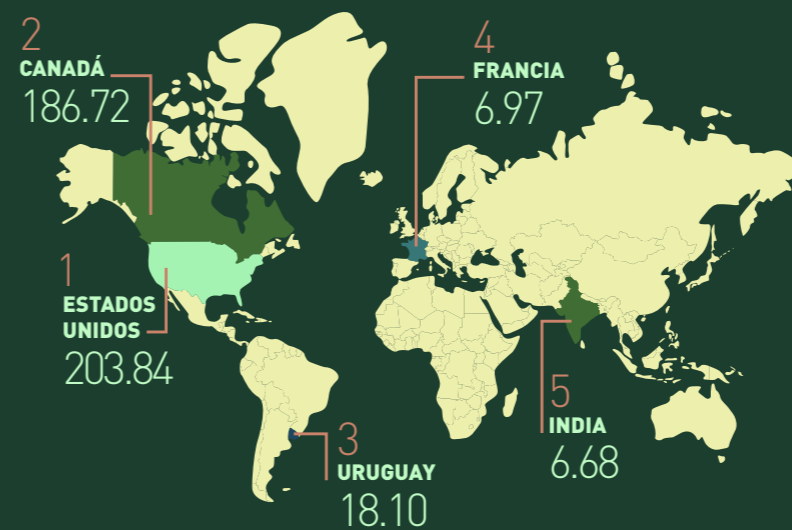 2
CANADÁ
186.72
4
FRANCIA
6.97
1
ESTADOS
UNIDOS
203.84
3
URUGUAY
18.10
5
INDIA
6.68